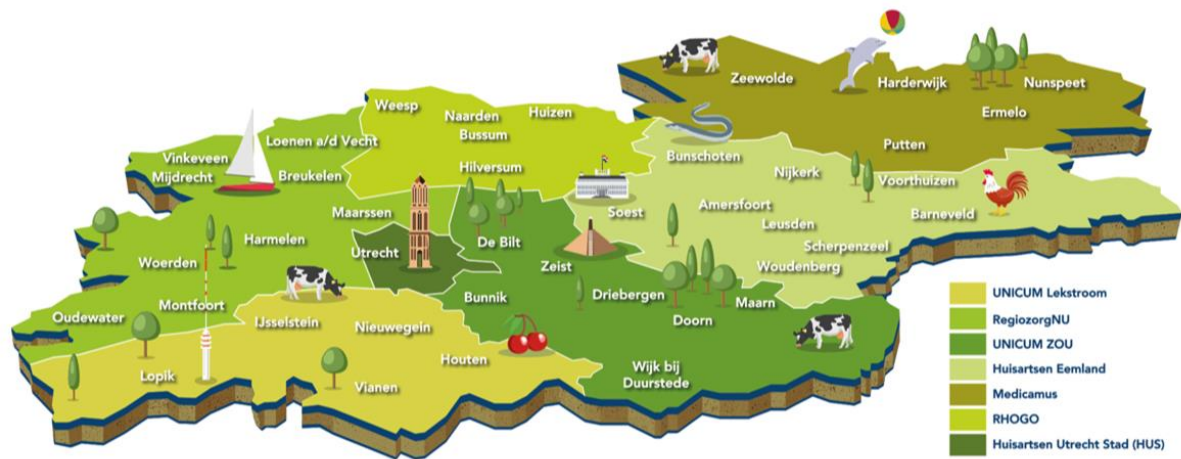 Zeewolde
Harderwijk
Nunspeet
Ermelo
Putten
Weesp
Naarden
Huizen
Bussum
Hilversum
Loenen a/d Vecht
Vinkeveen
Mijdrecht
Breukelen
Maarssen
Harmelen
Woerden
Montfoort
Oudewater
Utrecht
Bunschoten
Nijkerk
Voorthuizen
Barneveld
Soest
Amersfoort
Leusden
Scherpenzeel
Woudenberg
De Bilt
Zeist
Bunnik
Driebergen
Maarn
Doorn
Wijk bij
Duurstede
IJsselstein
Nieuwegein
Houten
Lopik
Vianen
UNICUM Lekstroom
RegiozorgNU
UNICUM ZOU
Huisartsen Eemland
Medicamus
RHOGO
Huisartsen Utrecht Stad (HUS)